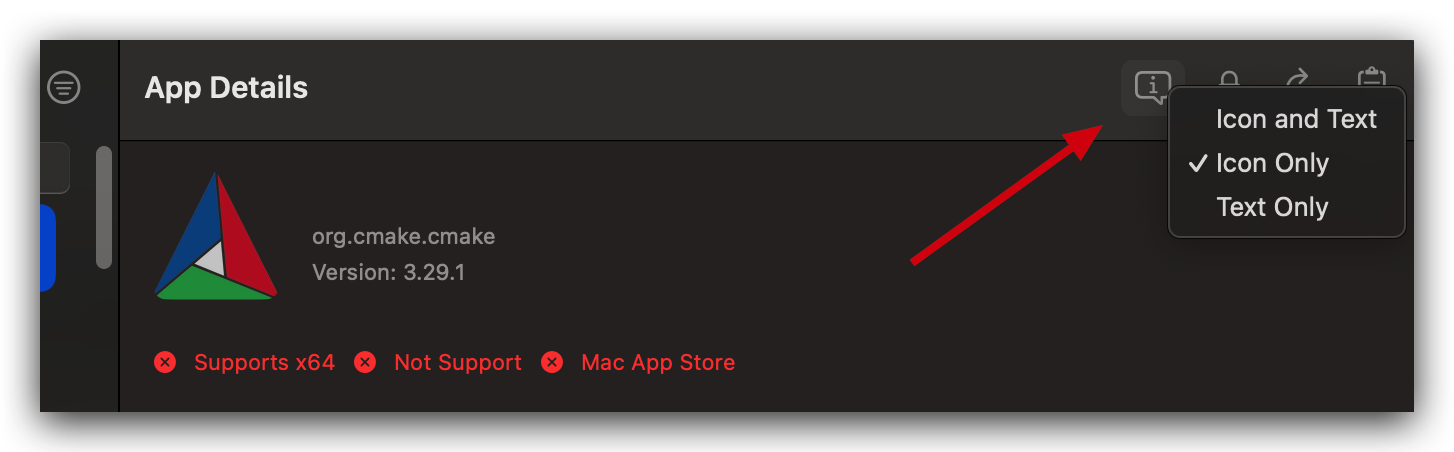 App Details
Icon and Text
Icon Only
Text Only
org.cmake.cmake
Version: 3.29.1
Supports x64 Not Support Mac App Store